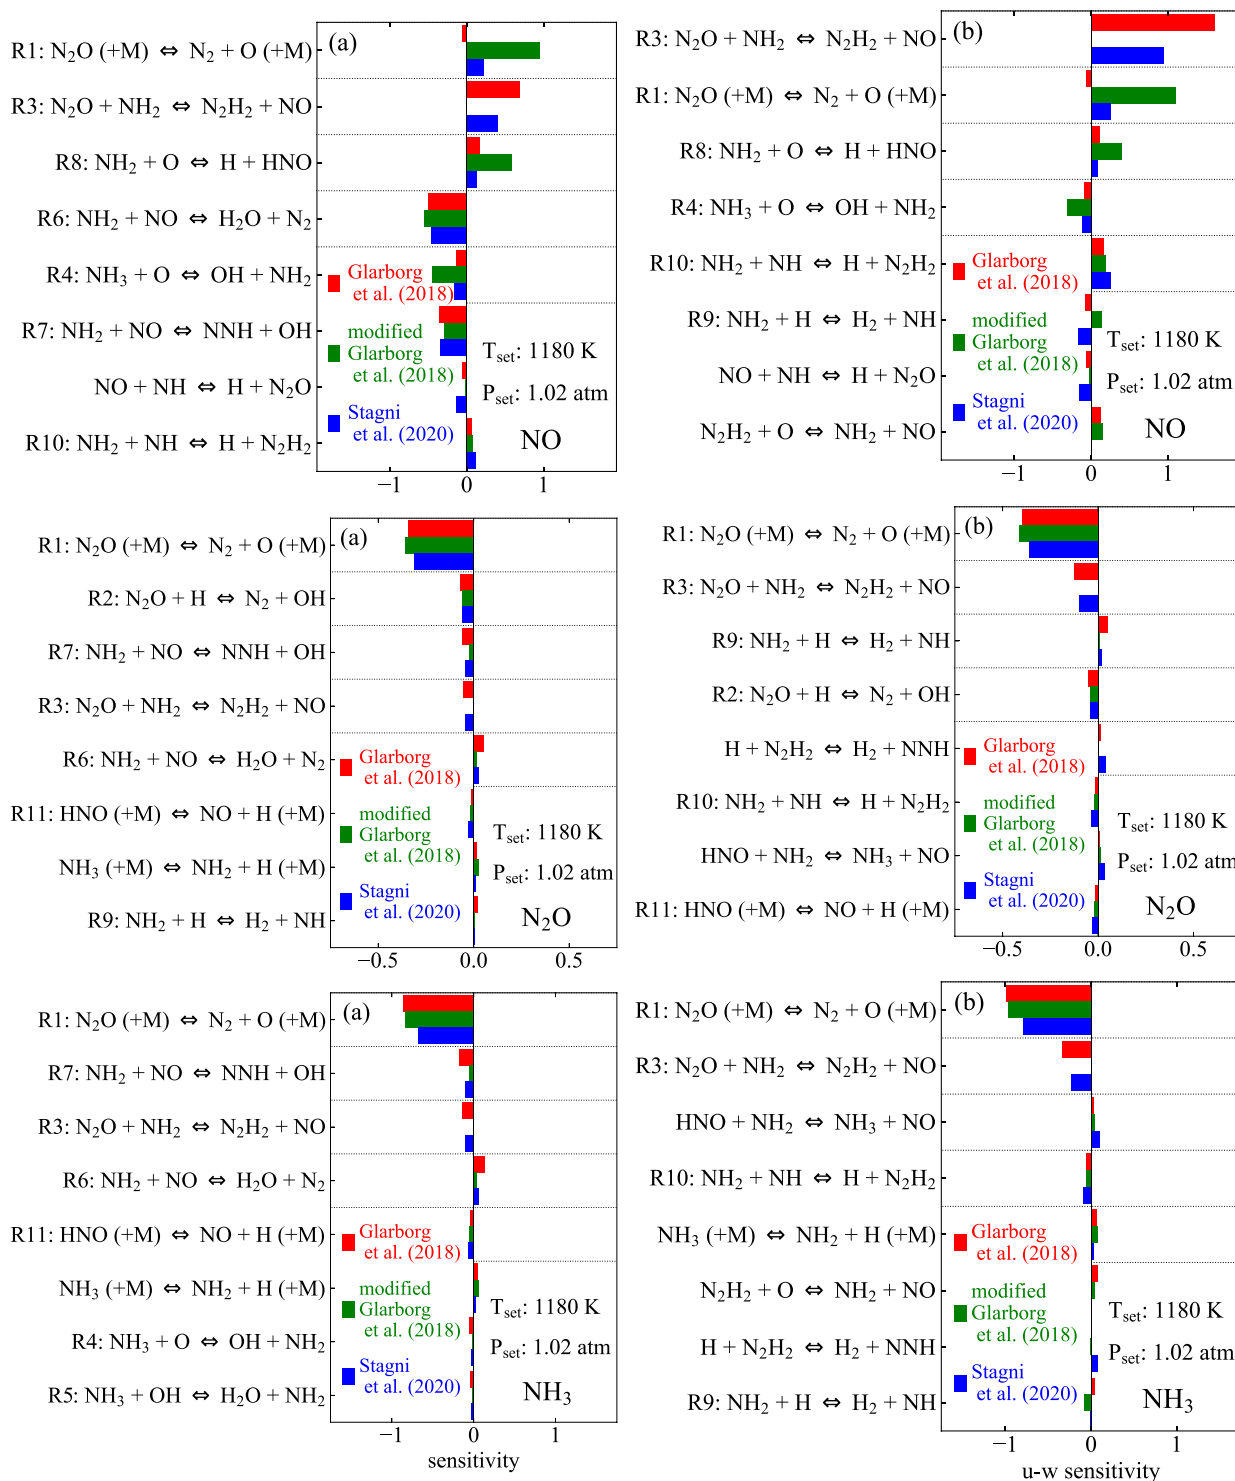 (a)
R1: N₂O (+M) ⇔ N₂ + O (+M)
R3: N₂O + NH₂ ⇔ N₂H₂ + NO
R8: NH₂ + O ⇔ H + HNO
R6: NH₂ + NO ⇔ H₂O + N₂
R4: NH₃ + O ⇔ OH + NH₂
R7: NH₂ + NO ⇔ NNH + OH
NO + NH ⇔ H + N₂O
R10: NH₂ + NH ⇔ H + N₂H₂
Glarborg
et al. (2018)
modified
Glarborg
et al. (2018)
Stagni
et al. (2020)
T_set: 1180 K
P_set: 1.02 atm
NO
−1 0 1
(b)
R3: N₂O + NH₂ ⇔ N₂H₂ + NO
R1: N₂O (+M) ⇔ N₂ + O (+M)
R8: NH₂ + O ⇔ H + HNO
R4: NH₃ + O ⇔ OH + NH₂
R10: NH₂ + NH ⇔ H + N₂H₂
R9: NH₂ + H ⇔ H₂ + NH
NO + NH ⇔ H + N₂O
N₂H₂ + O ⇔ NH₂ + NO
Glarborg
et al. (2018)
modified
Glarborg
et al. (2018)
Stagni
et al. (2020)
T_set: 1180 K
P_set: 1.02 atm
NO
−1 0 1
(a)
R1: N₂O (+M) ⇔ N₂ + O (+M)
R2: N₂O + H ⇔ N₂ + OH
R7: NH₂ + NO ⇔ NNH + OH
R3: N₂O + NH₂ ⇔ N₂H₂ + NO
R6: NH₂ + NO ⇔ H₂O + N₂
R11: HNO (+M) ⇔ NO + H (+M)
NH₃ (+M) ⇔ NH₂ + H (+M)
R9: NH₂ + H ⇔ H₂ + NH
Glarborg
et al. (2018)
modified
Glarborg
et al. (2018)
Stagni
et al. (2020)
T_set: 1180 K
P_set: 1.02 atm
N₂O
−0.5 0.0 0.5
(b)
R1: N₂O (+M) ⇔ N₂ + O (+M)
R3: N₂O + NH₂ ⇔ N₂H₂ + NO
R9: NH₂ + H ⇔ H₂ + NH
R2: N₂O + H ⇔ N₂ + OH
H + N₂H₂ ⇔ H₂ + NNH
R10: NH₂ + NH ⇔ H + N₂H₂
HNO + NH₂ ⇔ NH₃ + NO
R11: HNO (+M) ⇔ NO + H (+M)
Glarborg
et al. (2018)
modified
Glarborg
et al. (2018)
Stagni
et al. (2020)
T_set: 1180 K
P_set: 1.02 atm
N₂O
−0.5 0.0 0.5
(a)
R1: N₂O (+M) ⇔ N₂ + O (+M)
R7: NH₂ + NO ⇔ NNH + OH
R3: N₂O + NH₂ ⇔ N₂H₂ + NO
R6: NH₂ + NO ⇔ H₂O + N₂
R11: HNO (+M) ⇔ NO + H (+M)
NH₃ (+M) ⇔ NH₂ + H (+M)
R4: NH₃ + O ⇔ OH + NH₂
R5: NH₃ + OH ⇔ H₂O + NH₂
Glarborg
et al. (2018)
modified
Glarborg
et al. (2018)
Stagni
et al. (2020)
T_set: 1180 K
P_set: 1.02 atm
NH₃
−1 0 1
sensitivity
(b)
R1: N₂O (+M) ⇔ N₂ + O (+M)
R3: N₂O + NH₂ ⇔ N₂H₂ + NO
HNO + NH₂ ⇔ NH₃ + NO
R10: NH₂ + NH ⇔ H + N₂H₂
NH₃ (+M) ⇔ NH₂ + H (+M)
N₂H₂ + O ⇔ NH₂ + NO
H + N₂H₂ ⇔ H₂ + NNH
R9: NH₂ + H ⇔ H₂ + NH
Glarborg
et al. (2018)
modified
Glarborg
et al. (2018)
Stagni
et al. (2020)
T_set: 1180 K
P_set: 1.02 atm
NH₃
−1 0 1
u-w sensitivity